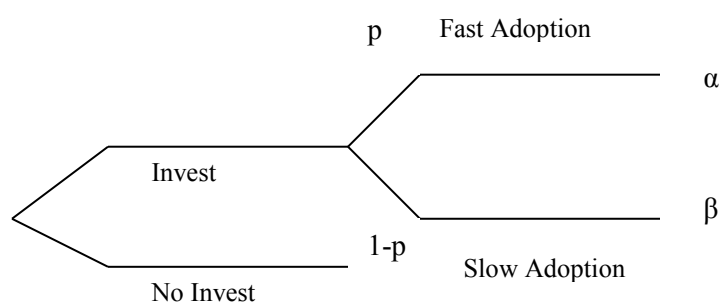 p Fast Adoption
α
Invest
β
1-p
Slow Adoption
No Invest